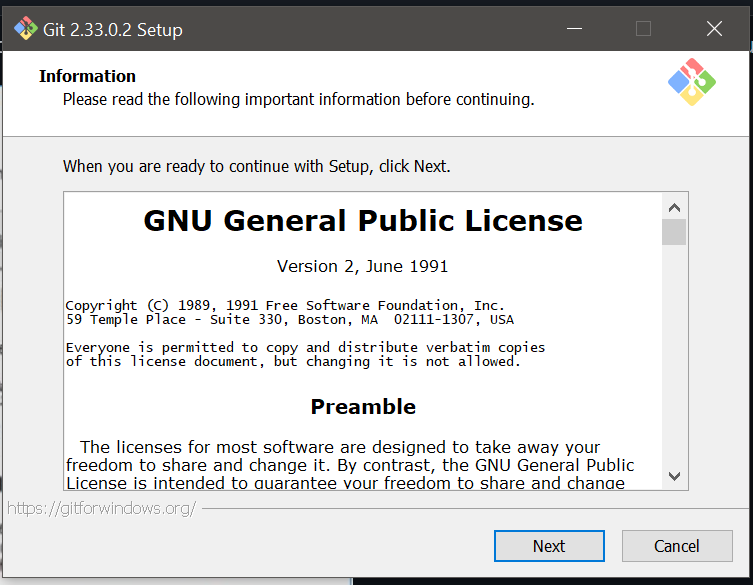 Git 2.33.0.2 Setup
Information
Please read the following important information before continuing.
When you are ready to continue with Setup, click Next.
GNU General Public License
Version 2, June 1991
Copyright (C) 1989, 1991 Free Software Foundation, Inc.
59 Temple Place - Suite 330, Boston, MA  02111-1307, USA
Everyone is permitted to copy and distribute verbatim copies
of this license document, but changing it is not allowed.
Preamble
The licenses for most software are designed to take away your
freedom to share and change it. By contrast, the GNU General Public
License is intended to guarantee your freedom to share and change
https://gitforwindows.org/
Next
Cancel